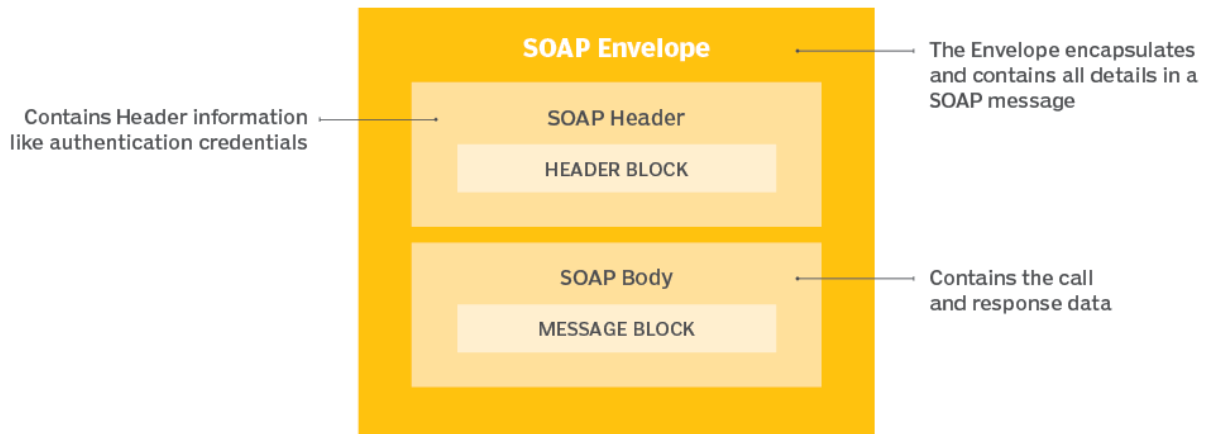 SOAP Envelope
The Envelope encapsulates
and contains all details in a
SOAP message
Contains Header information
like authentication credentials
SOAP Header
HEADER BLOCK
SOAP Body
MESSAGE BLOCK
Contains the call
and response data